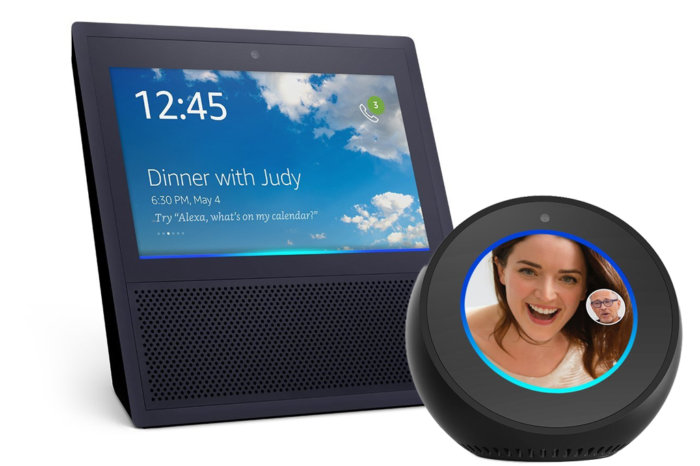 12:45
3
Dinner with Judy
6:30 PM, May 4
Try "Alexa, what's on my calendar?"